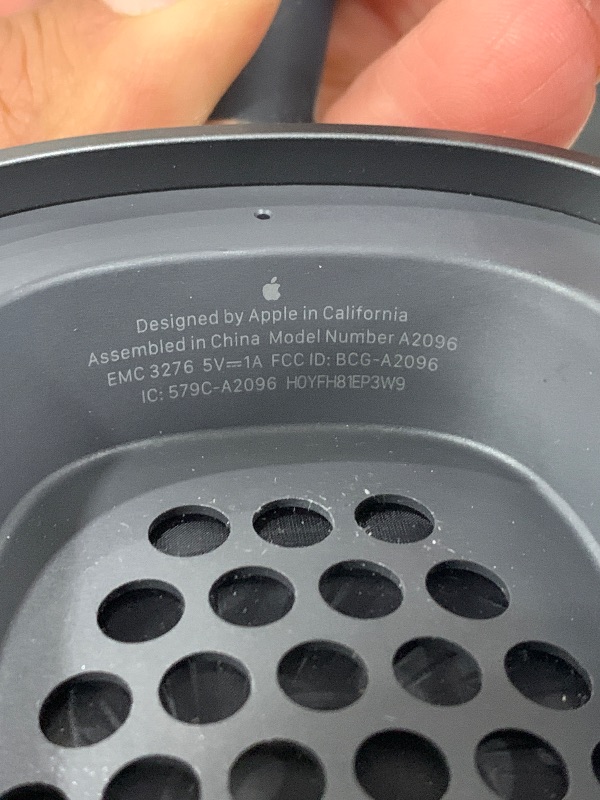 Designed by Apple in California
Assembled in China Model Number A2096
EMC 3276 5V⎓1A FCC ID: BCG-A2096
IC: 579C-A2096 H0YFH81EP3W9